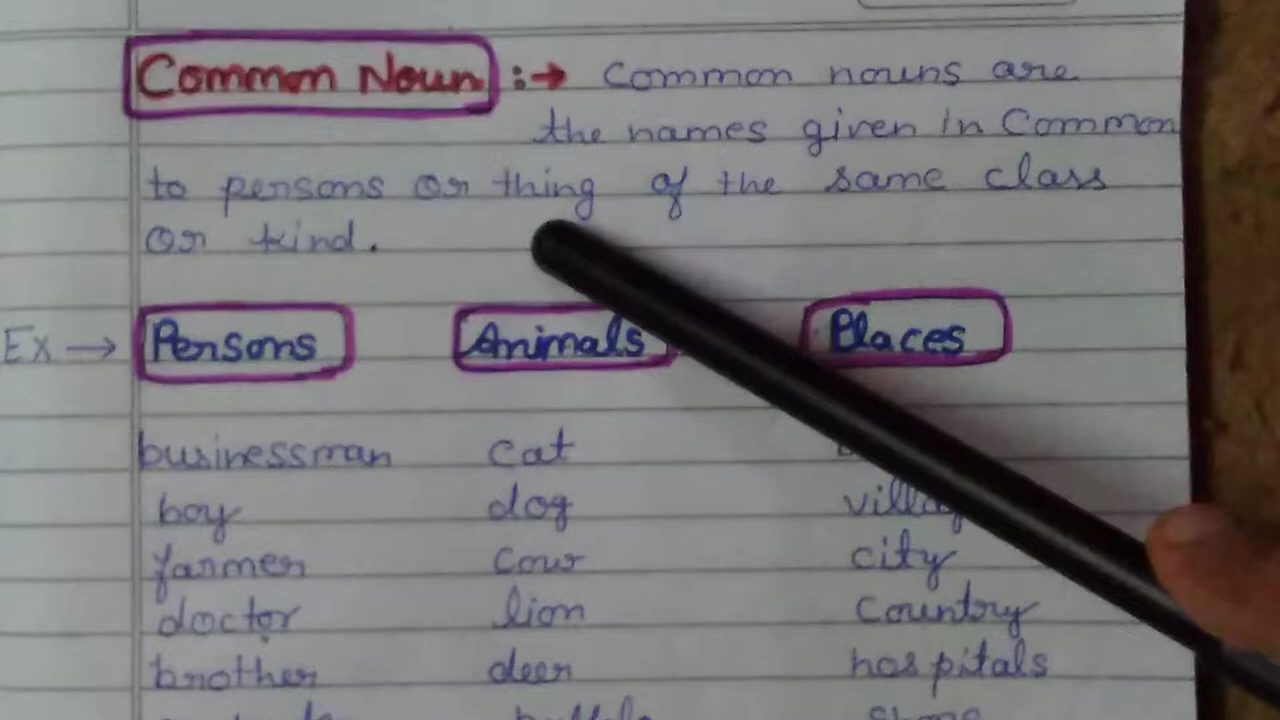 Common Noun :→ Common nouns are
the names given in Common
to persons or thing of the same class
or kind.
Ex → Persons Animals Places
businessman cat
boy dog
farmer cow city
doctor lion Country
brother deer hospitals